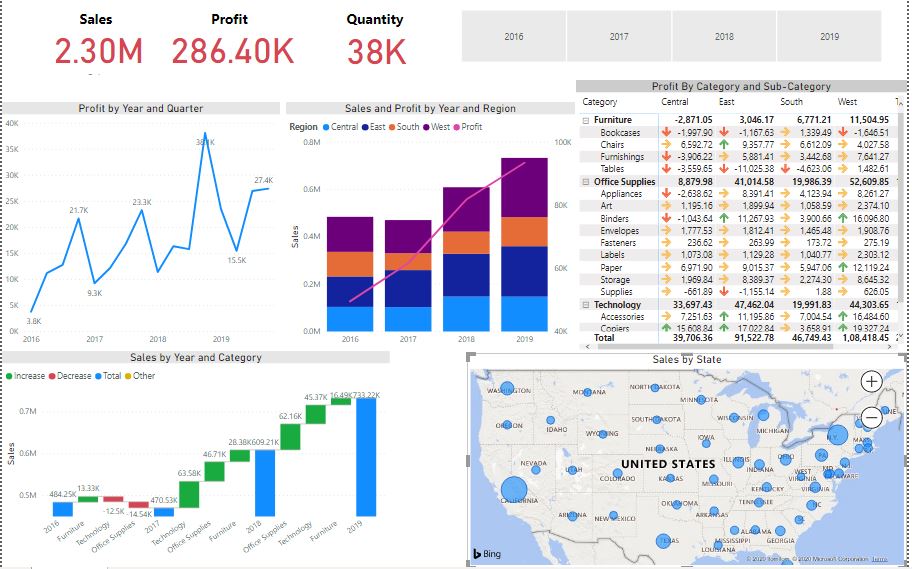 Sales
Profit
Quantity
2.30M
286.40K
38K
2016
2017
2018
2019
Profit by Year and Quarter
40K
35K
30K
25K
20K
15K
10K
5K
0K
3.8K
21.7K
9.3K
23.3K
38.1K
15.5K
27.4K
2016
2017
2018
2019
Sales and Profit by Year and Region
Region Central East South West Profit
Sales
0.8M
0.6M
0.4M
0.2M
0.0M
100K
80K
60K
40K
2016
2017
2018
2019
Profit By Category and Sub-Category
Category Central East South West
Furniture -2,871.05 3,046.17 6,771.21 11,504.95
Bookcases -1,997.90 -1,167.63 1,339.49 -1,646.51
Chairs 6,592.72 9,357.77 6,612.09 4,027.58
Furnishings -3,906.22 5,881.41 3,442.68 7,641.27
Tables -3,559.65 -11,025.38 -4,623.06 1,482.61
Office Supplies 8,879.98 41,014.58 19,986.39 52,609.85
Appliances -2,638.62 8,391.41 4,123.94 8,261.27
Art 1,195.16 1,899.94 1,058.59 2,374.10
Binders -1,043.64 11,267.93 3,900.66 16,096.80
Envelopes 1,777.53 1,812.41 1,465.48 1,908.76
Fasteners 236.62 263.99 173.72 275.19
Labels 1,073.08 1,129.28 1,040.77 2,303.12
Paper 6,971.90 9,015.37 5,947.06 12,119.24
Storage 1,969.84 8,389.37 2,274.30 8,645.32
Supplies -661.89 -1,155.14 1.88 626.05
Technology 33,697.43 47,462.04 19,991.83 44,303.65
Accessories 7,251.63 11,195.86 7,004.54 16,484.60
Copiers 15,608.84 17,022.84 3,658.91 19,327.24
Total 39,706.36 91,522.78 46,749.43 1,08,418.45
Sales by Year and Category
Increase Decrease Total Other
Sales
0.7M
0.6M
0.5M
484.25K
13.33K
-12.5K
-14.54K
470.53K
63.58K
46.71K
28.38K
609.21K
62.16K
45.37K
16.49K
733.22K
2016
Furniture
Technology
Office Supplies
2017
Technology
Office Supplies
Furniture
2018
Office Supplies
Technology
Furniture
2019
Sales by State
WASHINGTON
MONTANA
NORTH DAKOTA
MINNESOTA
OREGON
IDAHO
WYOMING
SOUTH DAKOTA
WISCONSIN
MICHIGAN
N.Y.
NEBRASKA
IOWA
NEVADA
UTAH
UNITED STATES
COLORADO
KANSAS
MISSOURI
ILLINOIS
INDIANA
OHIO
PA
WEST
VIRGINIA
VIRGINIA
MD
N.J.
DELAWARE
CALIFORNIA
KENTUCKY
TENNESSEE
NC
ARIZONA
NEW MEXICO
OKLAHOMA
ARKANSAS
SC
TEXAS
LOUISIANA
MISSISSIPPI
ALABAMA
GEORGIA
Bing
© 2020 TomTom, © 2020 Microsoft Corporation Terms